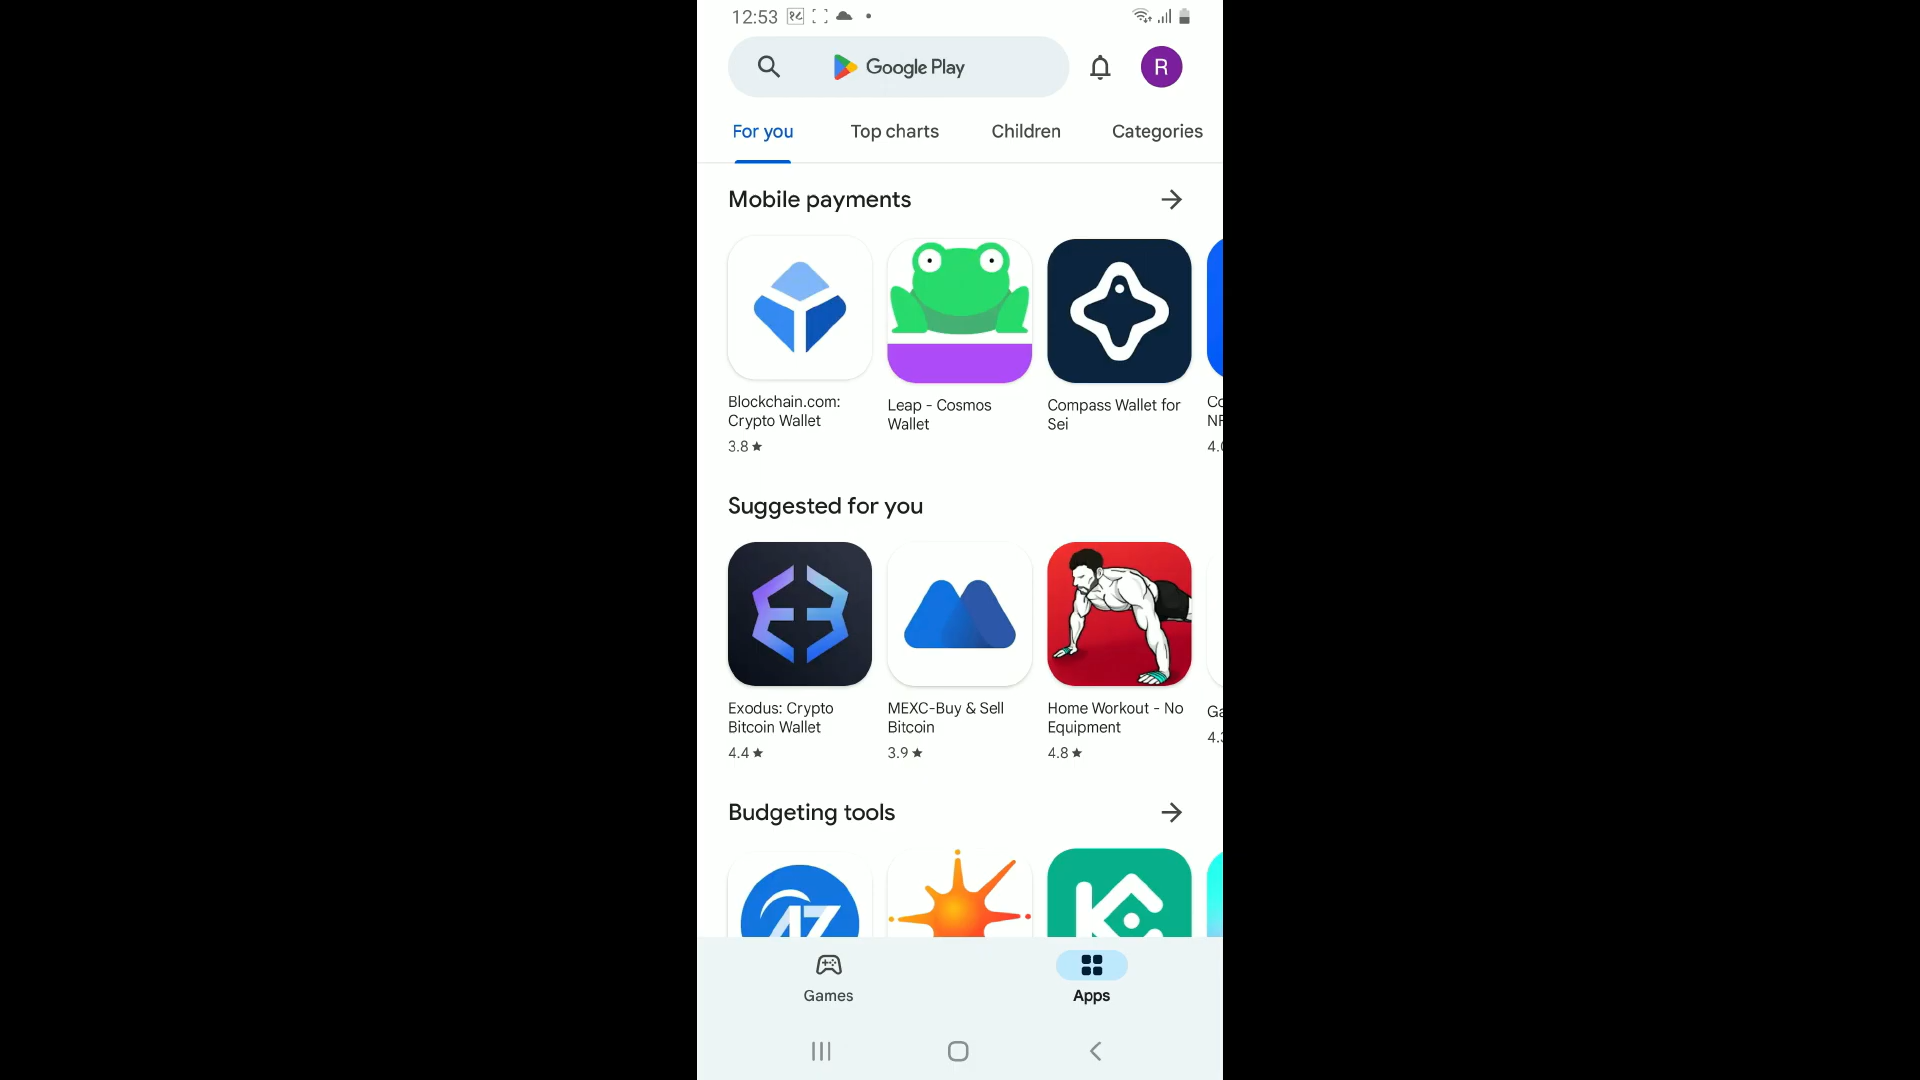 12:53
Google Play
R
For you Top charts Children Categories
Mobile payments
Blockchain.com:
Crypto Wallet
3.8 ★
Leap - Cosmos
Wallet
Compass Wallet for
Sei
Suggested for you
Exodus: Crypto
Bitcoin Wallet
4.4 ★
MEXC-Buy & Sell
Bitcoin
3.9 ★
Home Workout - No
Equipment
4.8 ★
Budgeting tools
Games
Apps